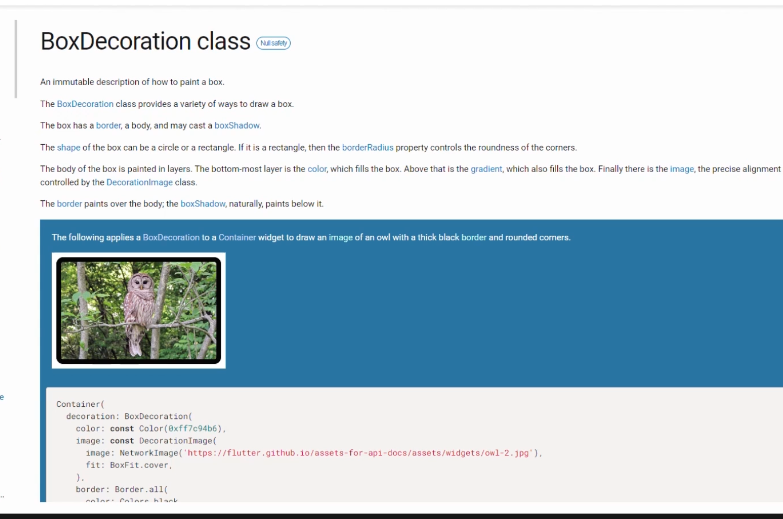 BoxDecoration class Null safety
An immutable description of how to paint a box.
The BoxDecoration class provides a variety of ways to draw a box.
The box has a border, a body, and may cast a boxShadow.
The shape of the box can be a circle or a rectangle. If it is a rectangle, then the borderRadius property controls the roundness of the corners.
The body of the box is painted in layers. The bottom-most layer is the color, which fills the box. Above that is the gradient, which also fills the box. Finally there is the image, the precise alignment
controlled by the DecorationImage class.
The border paints over the body; the boxShadow, naturally, paints below it.
The following applies a BoxDecoration to a Container widget to draw an image of an owl with a thick black border and rounded corners.
Container(
decoration: BoxDecoration(
color: const Color(0xff7c94b6),
image: const DecorationImage(
image: NetworkImage('https://flutter.github.io/assets-for-api-docs/assets/widgets/owl-2.jpg'),
fit: BoxFit.cover,
),
border: Border.all(
color: Colors.black